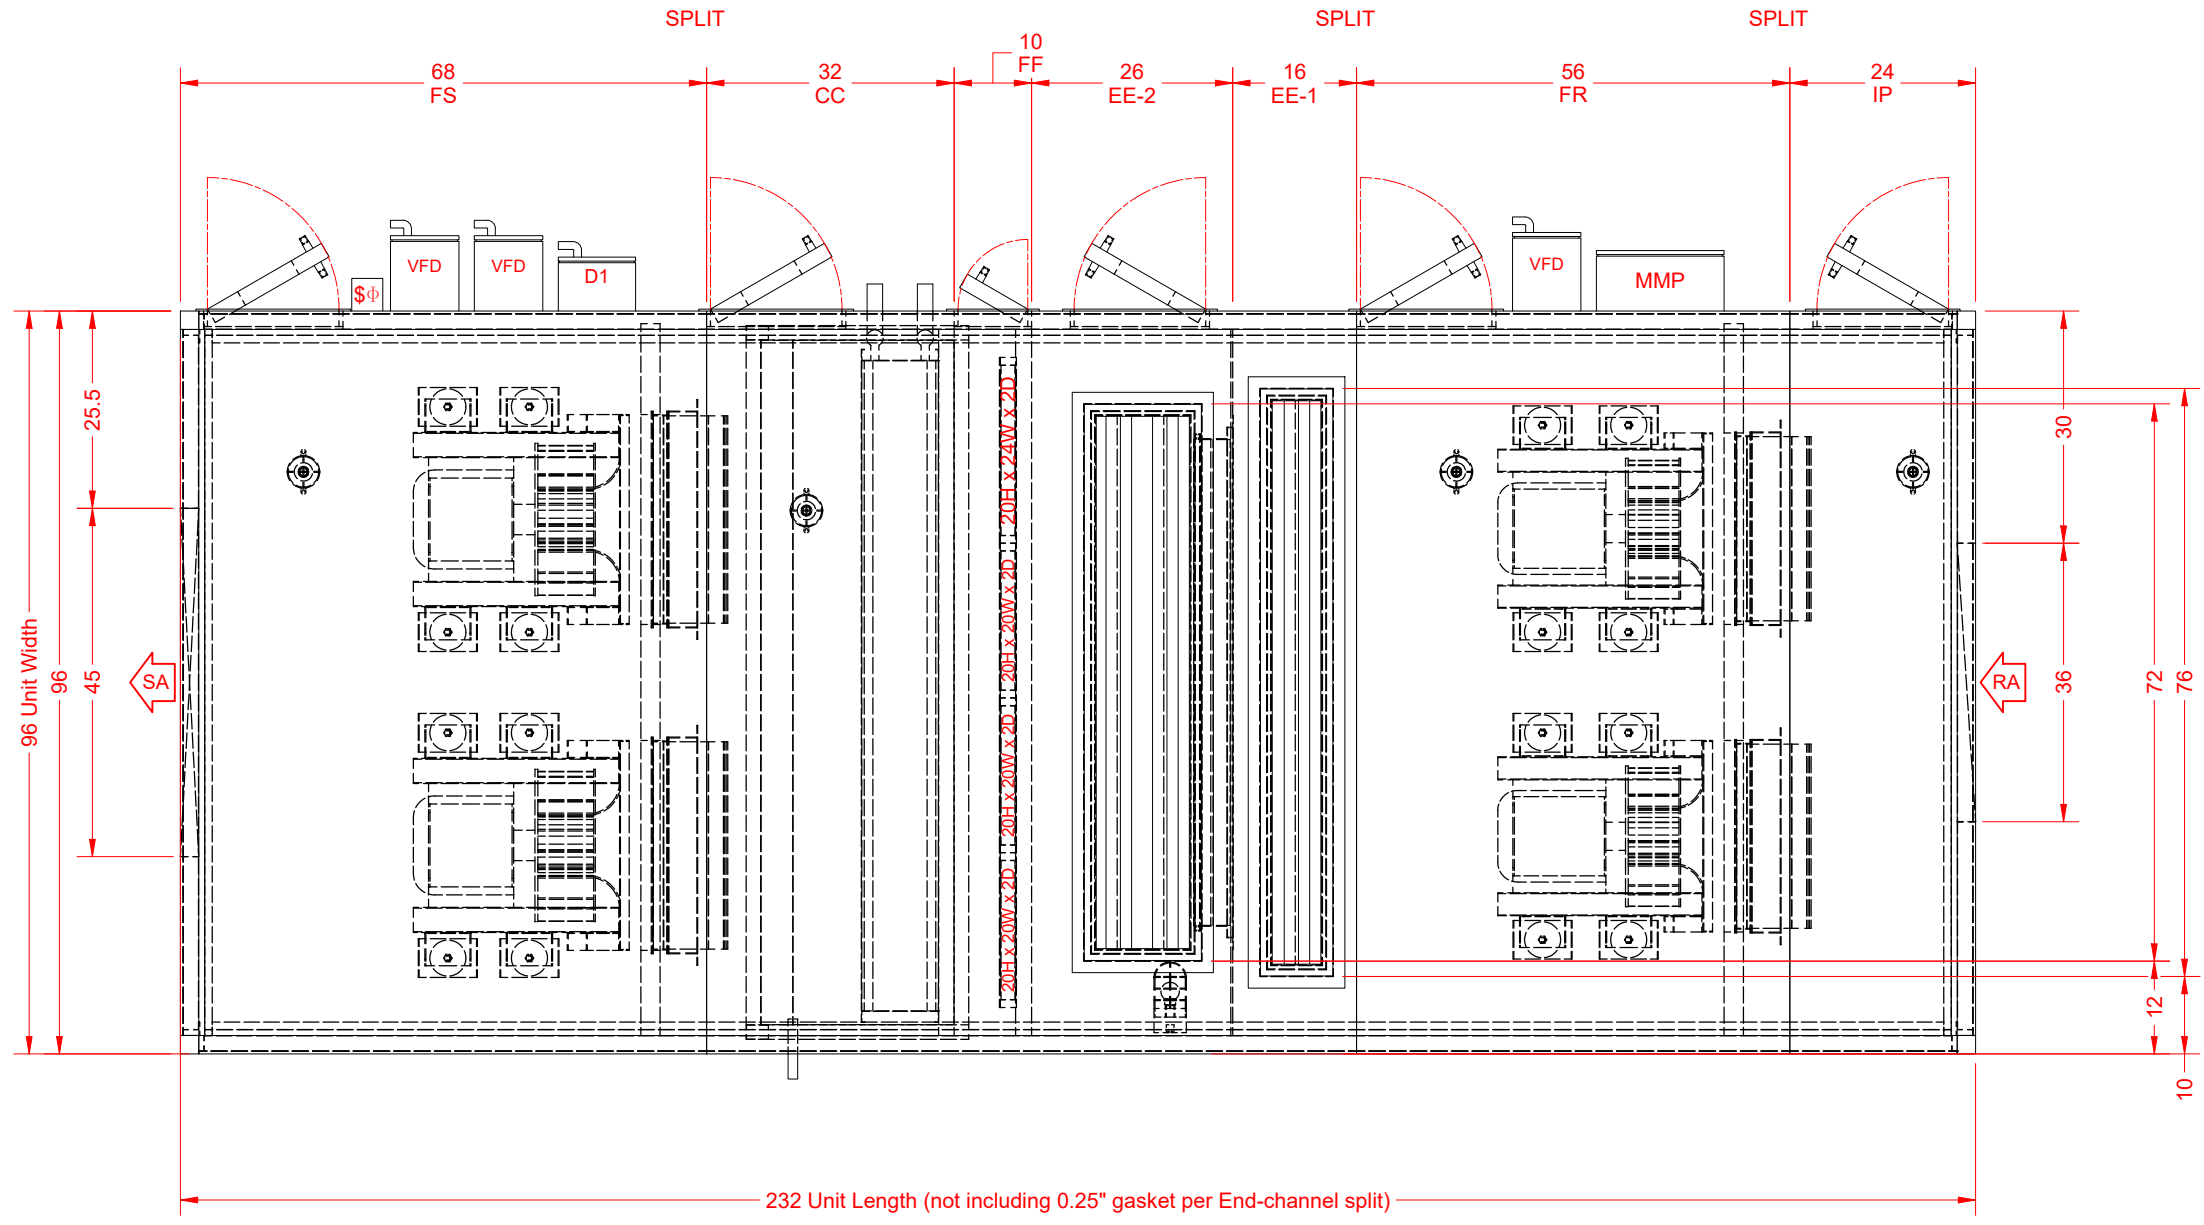 SPLIT
SPLIT
SPLIT
68
FS
32
CC
10
FF
26
EE-2
16
EE-1
56
FR
24
IP
$Φ
VFD
VFD
D1
VFD
MMP
96 Unit Width
96
25.5
45
SA
20H x 24W x 2D
20H x 20W x 2D
20H x 20W x 2D
20H x 20W x 2D
RA
30
36
72
76
12
10
232 Unit Length (not including 0.25" gasket per End-channel split)